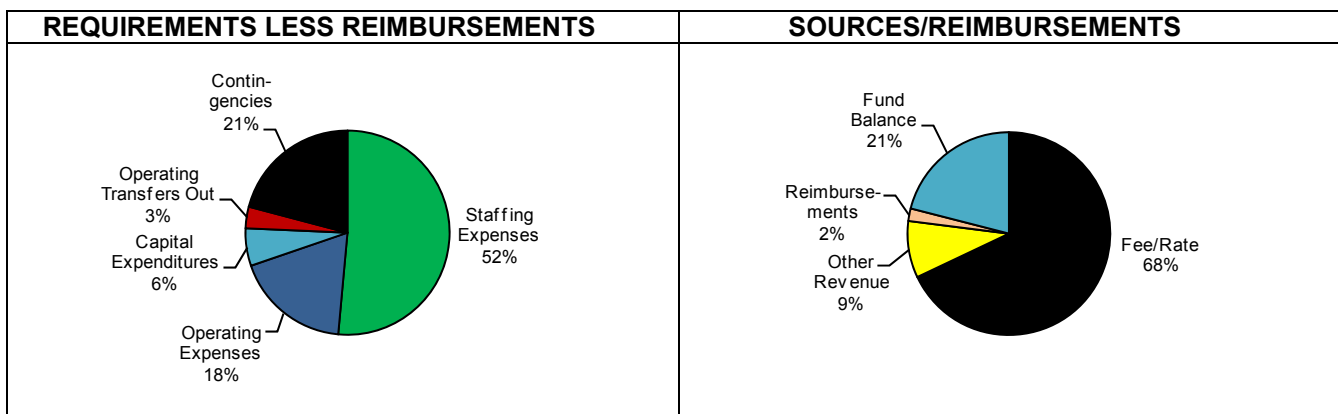 REQUIREMENTS LESS REIMBURSEMENTS
Contin-
gencies
21%
Operating
Transfers Out
3%
Capital
Expenditures
6%
Operating
Expenses
18%
Staffing
Expenses
52%
SOURCES/REIMBURSEMENTS
Fund
Balance
21%
Reimburse-
ments
2%
Other
Revenue
9%
Fee/Rate
68%